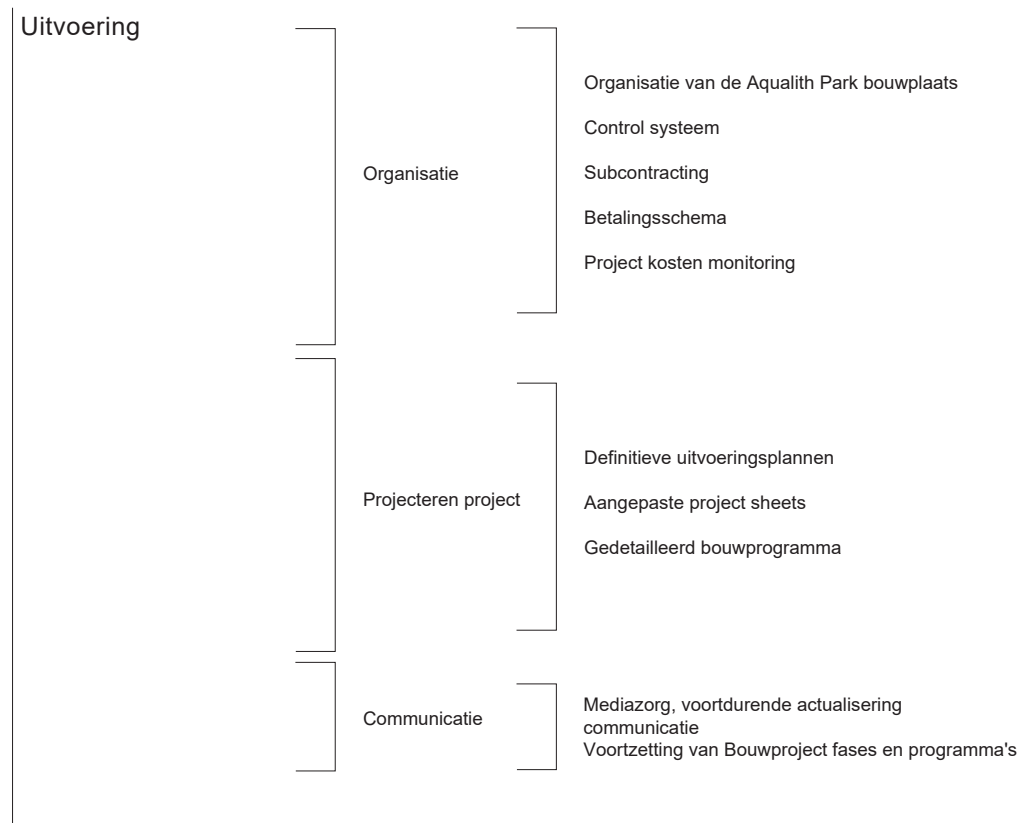 Uitvoering
Organisatie
Organisatie van de Aqualith Park bouwplaats
Control systeem
Subcontracting
Betalingsschema
Project kosten monitoring
Projecteren project
Definitieve uitvoeringsplannen
Aangepaste project sheets
Gedetailleerd bouwprogramma
Communicatie
Mediazorg, voortdurende actualisering
communicatie
Voortzetting van Bouwproject fases en programma's